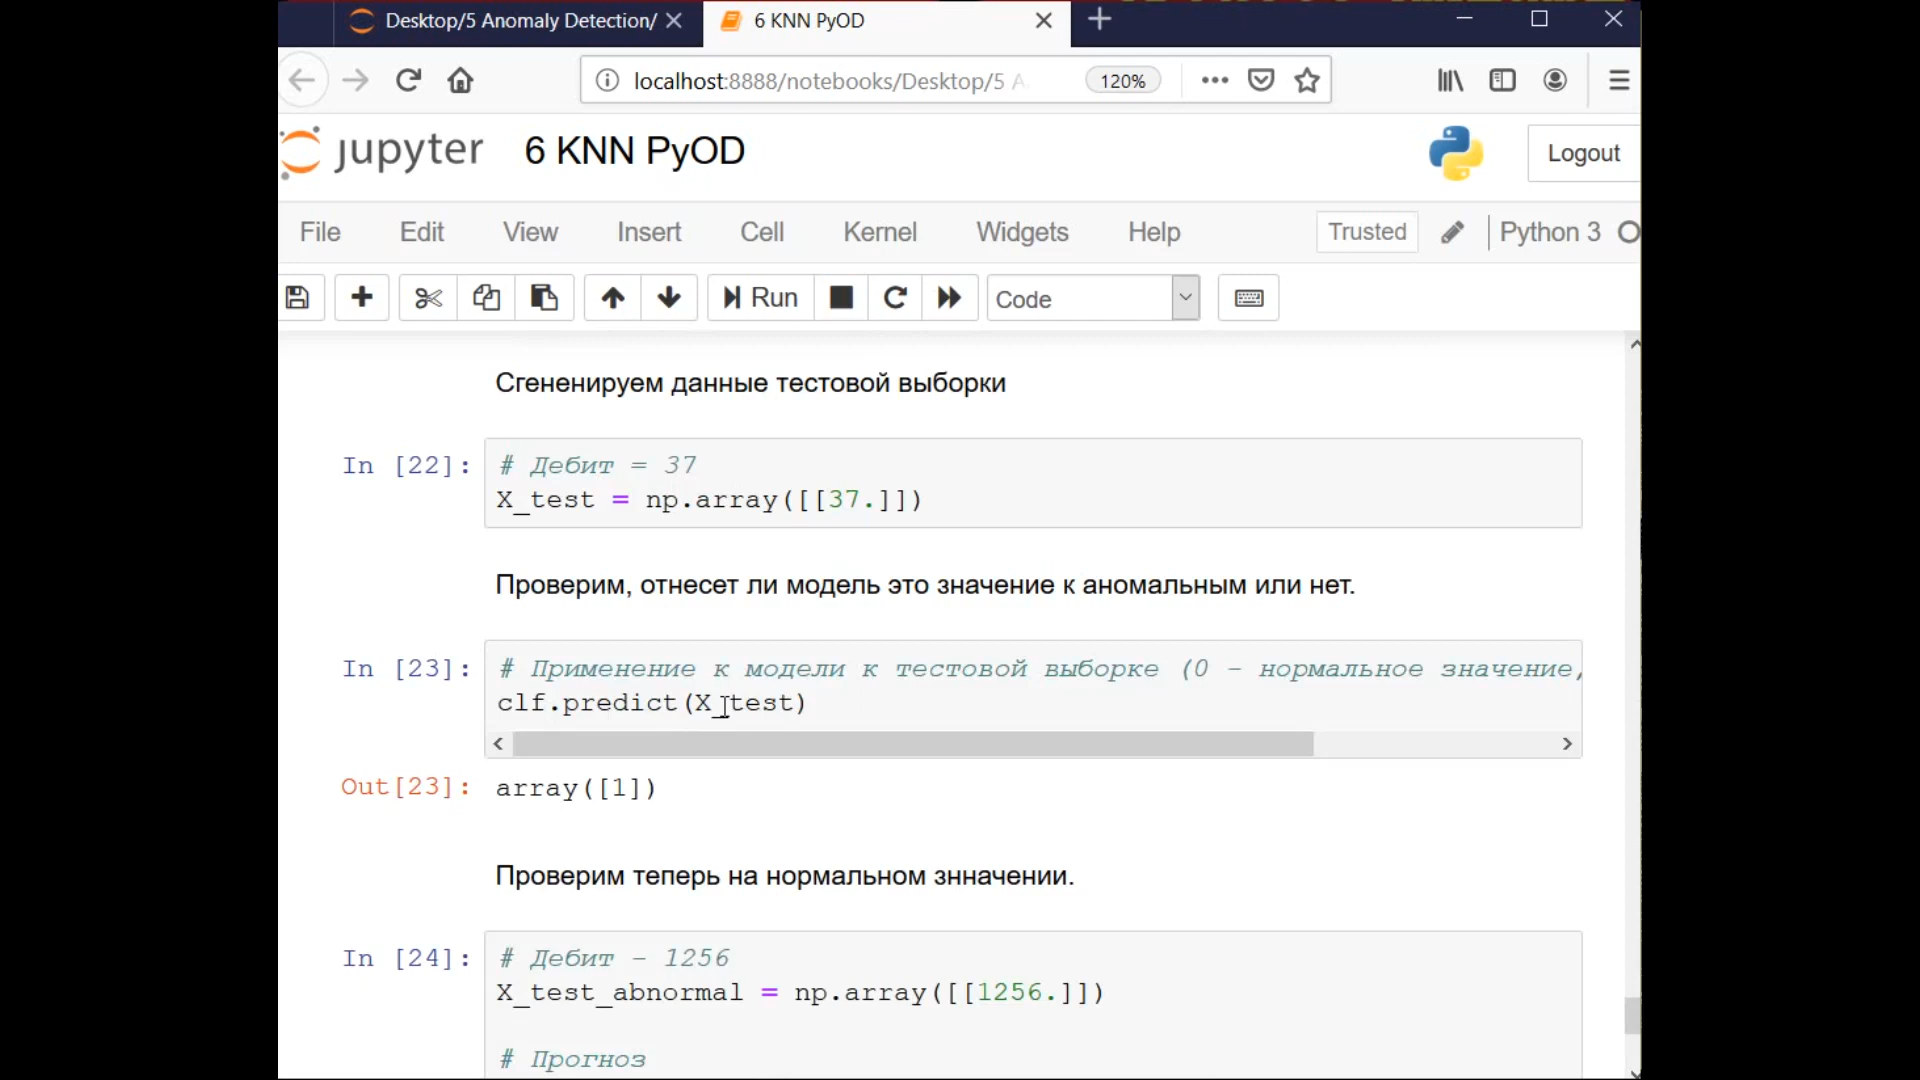 Desktop/5 Anomaly Detection/
6 KNN PyOD
localhost:8888/notebooks/Desktop/5 A
120%
jupyter
6 KNN PyOD
Logout
File Edit View Insert Cell Kernel Widgets Help
Trusted
Python 3
Run
Code
Сгененируем данные тестовой выборки
In [22]:
# Дебит = 37
X_test = np.array([[37.]])
Проверим, отнесет ли модель это значение к аномальным или нет.
In [23]:
# Применение к модели к тестовой выборке (0 – нормальное значение,
clf.predict(X_test)
Out[23]:
array([1])
Проверим теперь на нормальном знначении.
In [24]:
# Дебит – 1256
X_test_abnormal = np.array([[1256.]])
# Прогноз